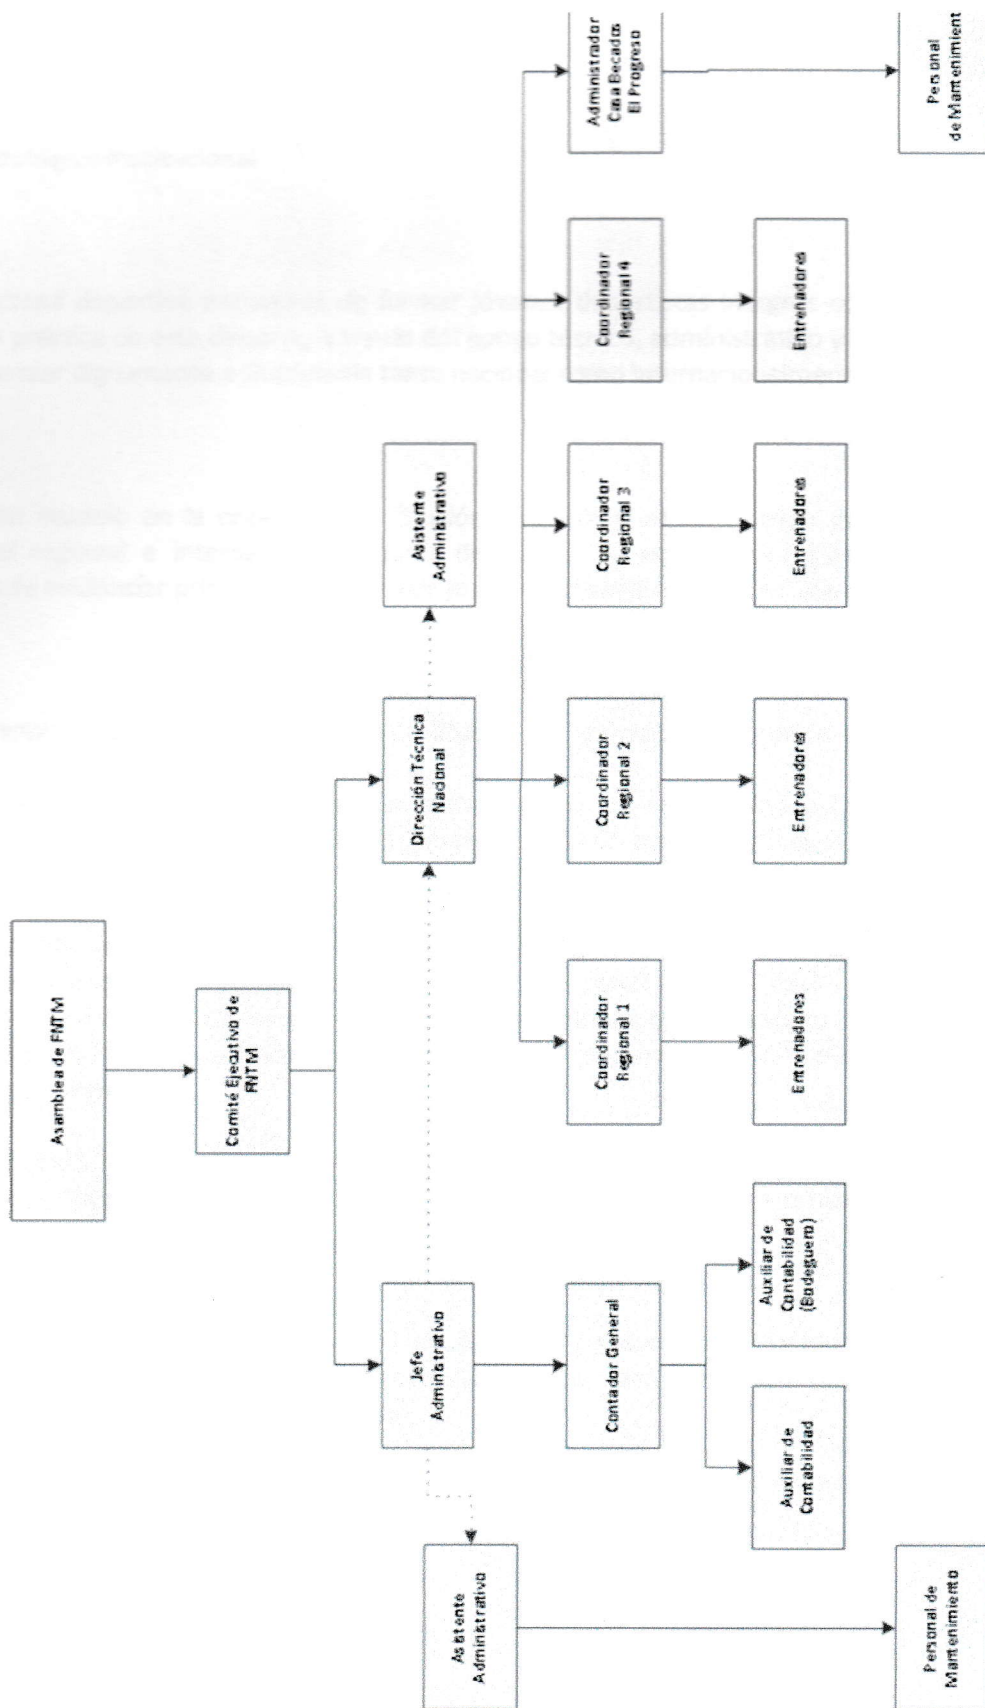 Asamblea de FNTM
Comité Ejecutivo de
FNTM
Jefe
Administrativo
Dirección Técnica
Nacional
Asistente
Administrativo
Asistente
Administrativo
Contador General
Coordinador
Regional 1
Coordinador
Regional 2
Coordinador
Regional 3
Coordinador
Regional 4
Administrador
Casa Becados
El Progreso
Auxiliar de
Contabilidad
Auxiliar de
Contabilidad
(Bodeguero)
Entrenadores
Entrenadores
Entrenadores
Entrenadores
Personal de
Mantenimiento
Personal
de Mantenimient